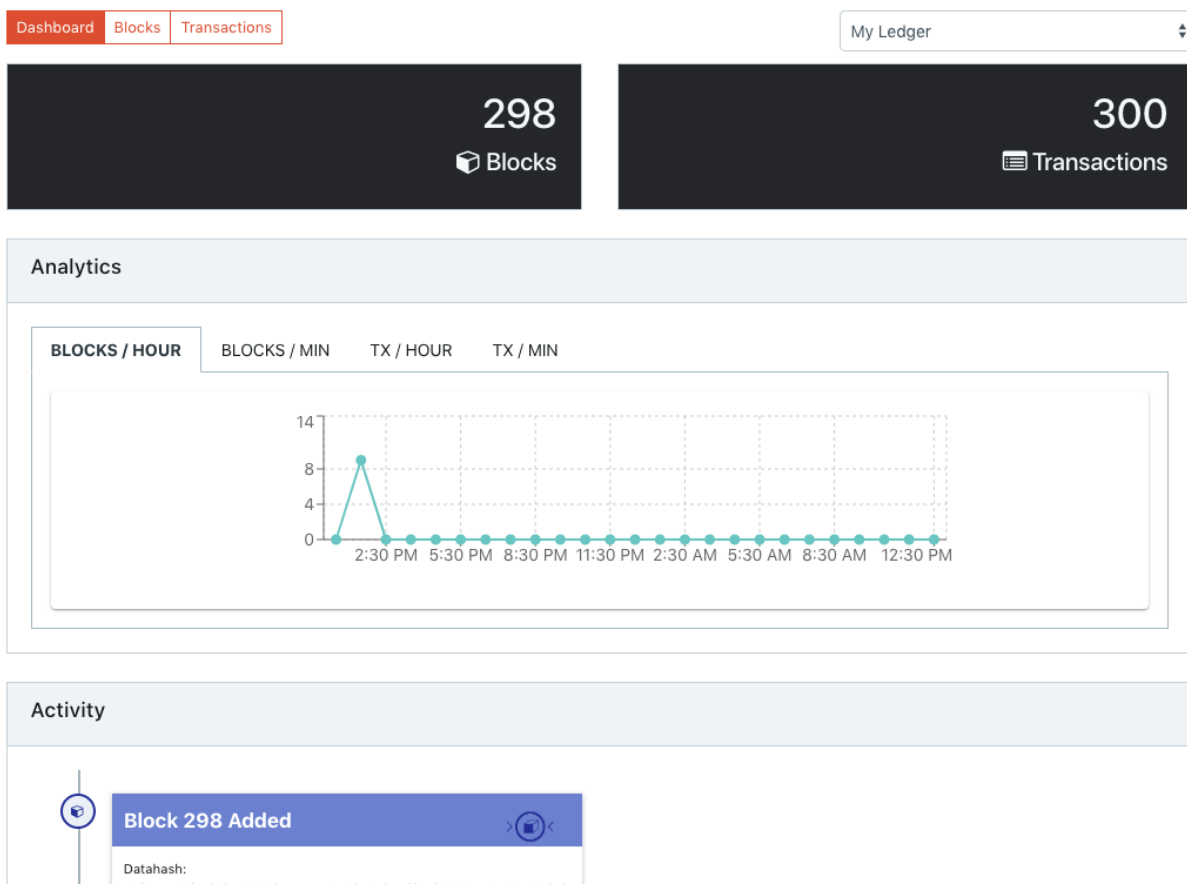 Dashboard Blocks Transactions
My Ledger
298
Blocks
300
Transactions
Analytics
BLOCKS / HOUR BLOCKS / MIN TX / HOUR TX / MIN
14
8
4
0
2:30 PM 5:30 PM 8:30 PM 11:30 PM 2:30 AM 5:30 AM 8:30 AM 12:30 PM
Activity
Block 298 Added
Datahash: